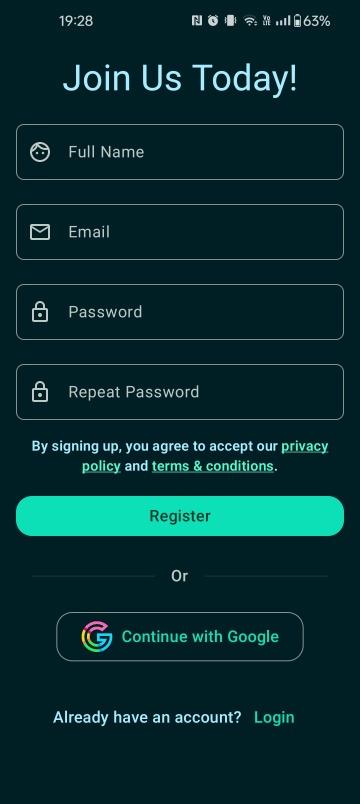 19:28
63%
Join Us Today!
Full Name
Email
Password
Repeat Password
By signing up, you agree to accept our privacy
policy and terms & conditions.
Register
Or
Continue with Google
Already have an account? Login